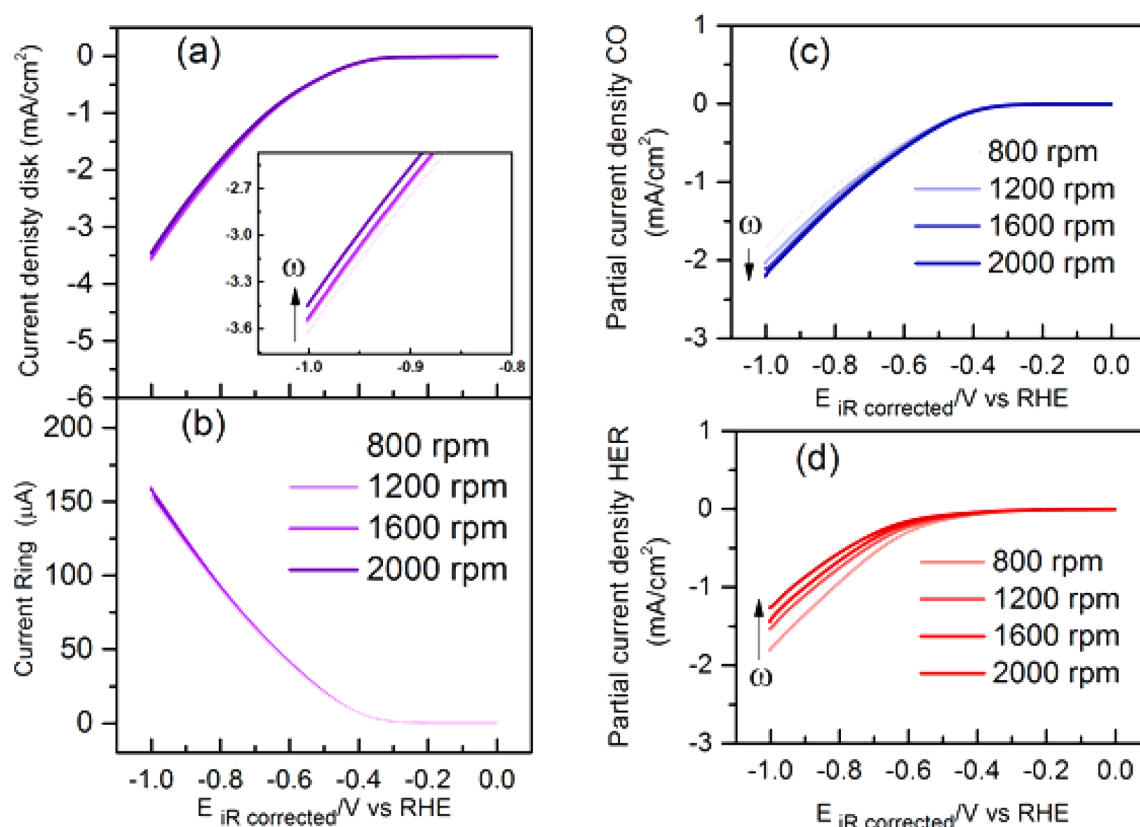 (a)
Current denisty disk (mA/cm²)
0
-1
-2
-3
-4
-5
-6
-2.7
-3.0
-3.3
-3.6
ω
-1.0
-0.9
-0.8
(b)
Current Ring (μA)
200
150
100
50
0
800 rpm
1200 rpm
1600 rpm
2000 rpm
-1.0
-0.8
-0.6
-0.4
-0.2
0.0
E iR corrected/V vs RHE
(c)
Partial current density CO
(mA/cm²)
1
0
-1
-2
-3
800 rpm
1200 rpm
1600 rpm
2000 rpm
ω
-1.0
-0.8
-0.6
-0.4
-0.2
0.0
E iR corrected/V vs RHE
(d)
Partial current density HER
(mA/cm²)
1
0
-1
-2
-3
800 rpm
1200 rpm
1600 rpm
2000 rpm
ω
-1.0
-0.8
-0.6
-0.4
-0.2
0.0
E iR corrected/V vs RHE